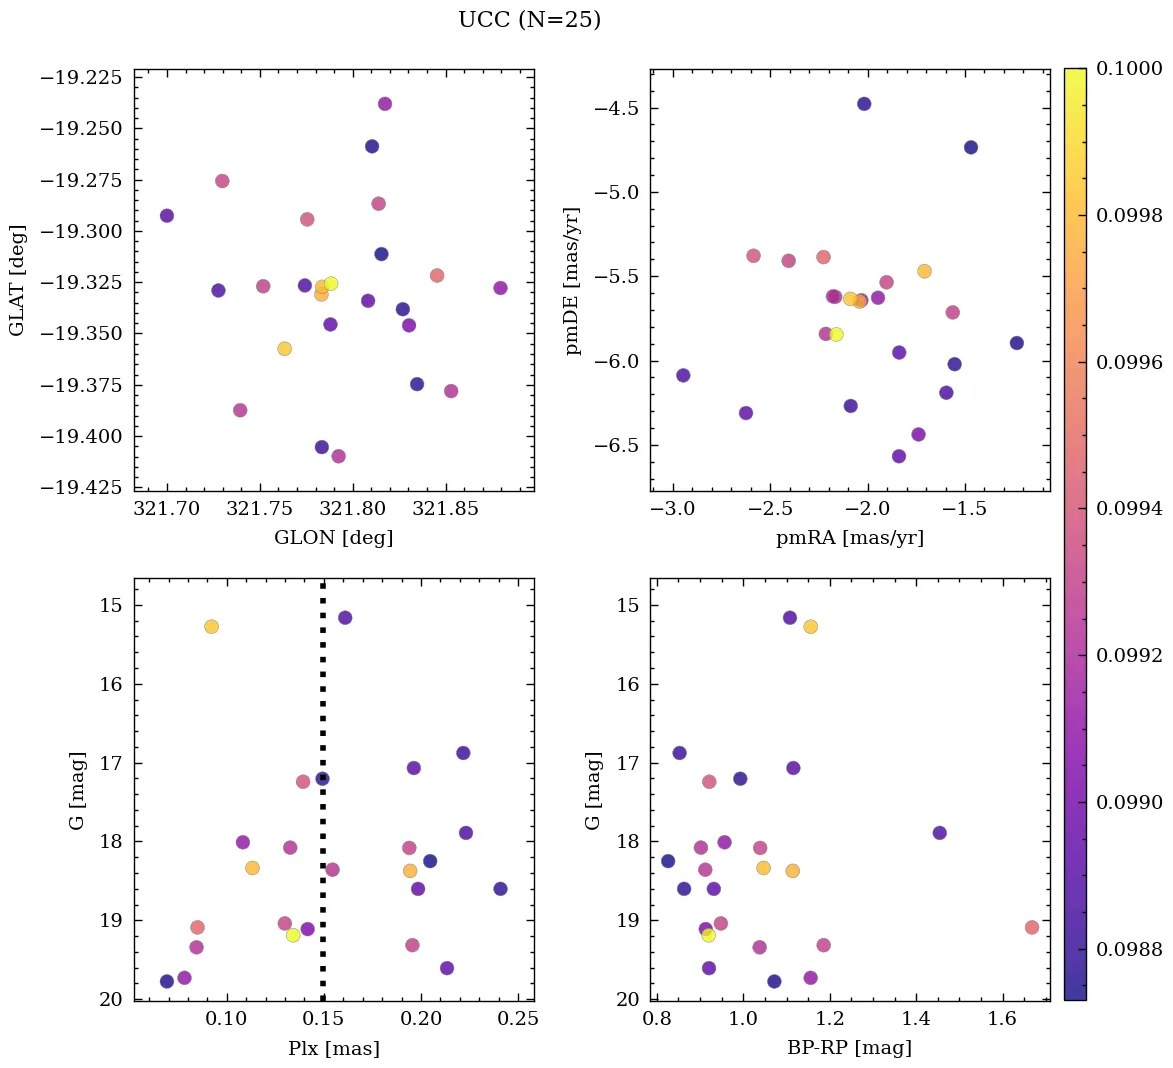 UCC (N=25)
−19.225
−19.250
−19.275
−19.300
−19.325
−19.350
−19.375
−19.400
−19.425
GLAT [deg]
321.70 321.75 321.80 321.85
GLON [deg]
−4.5
−5.0
−5.5
−6.0
−6.5
pmDE [mas/yr]
−3.0 −2.5 −2.0 −1.5
pmRA [mas/yr]
15
16
17
18
19
20
G [mag]
0.10 0.15 0.20 0.25
Plx [mas]
15
16
17
18
19
20
G [mag]
0.8 1.0 1.2 1.4 1.6
BP-RP [mag]
0.1000
0.0998
0.0996
0.0994
0.0992
0.0990
0.0988